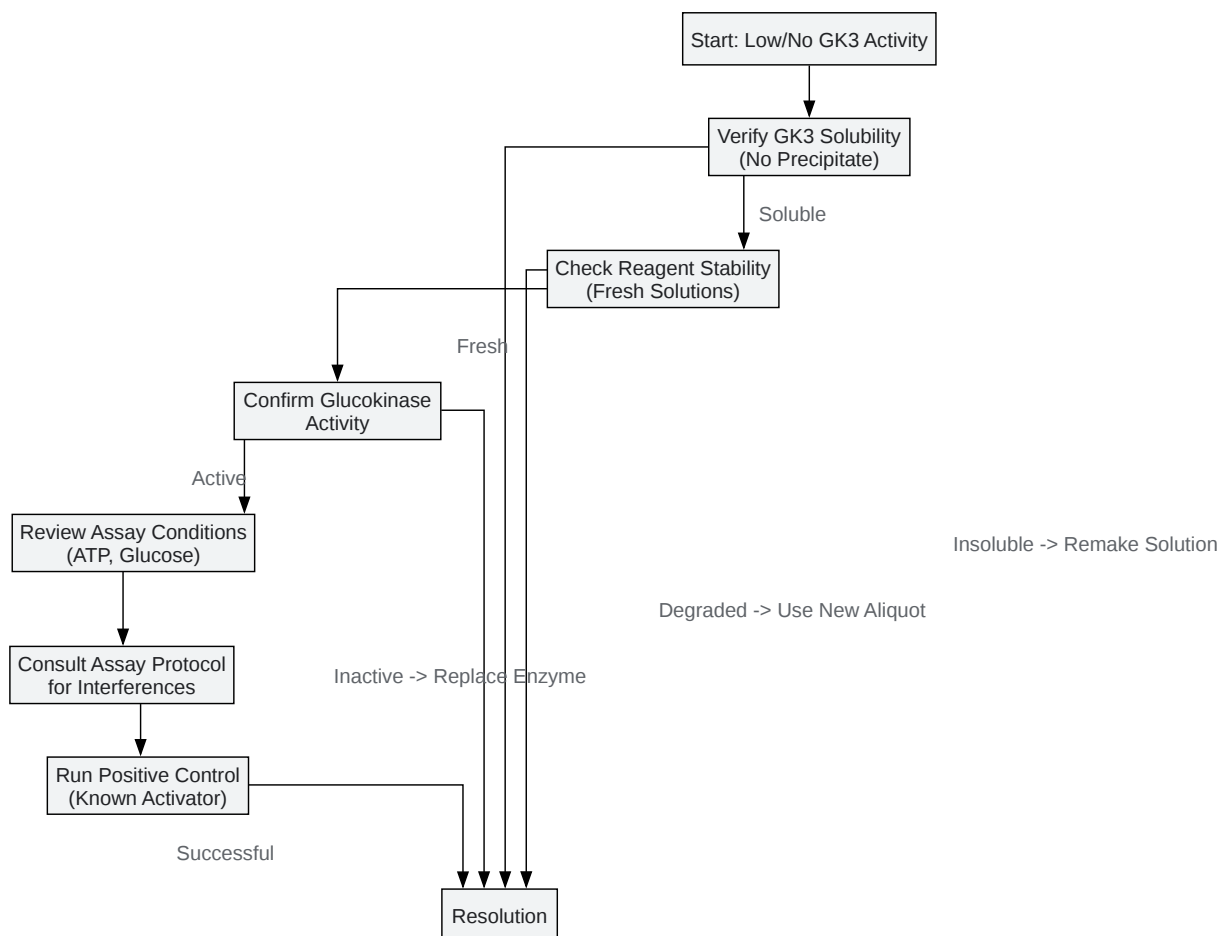 Start: Low/No GK3 Activity
Verify GK3 Solubility
(No Precipitate)
Soluble
Check Reagent Stability
(Fresh Solutions)
Fresh
Confirm Glucokinase
Activity
Active
Review Assay Conditions
(ATP, Glucose)
Insoluble -> Remake Solution
Degraded -> Use New Aliquot
Consult Assay Protocol
for Interferences
Inactive -> Replace Enzyme
Run Positive Control
(Known Activator)
Successful
Resolution